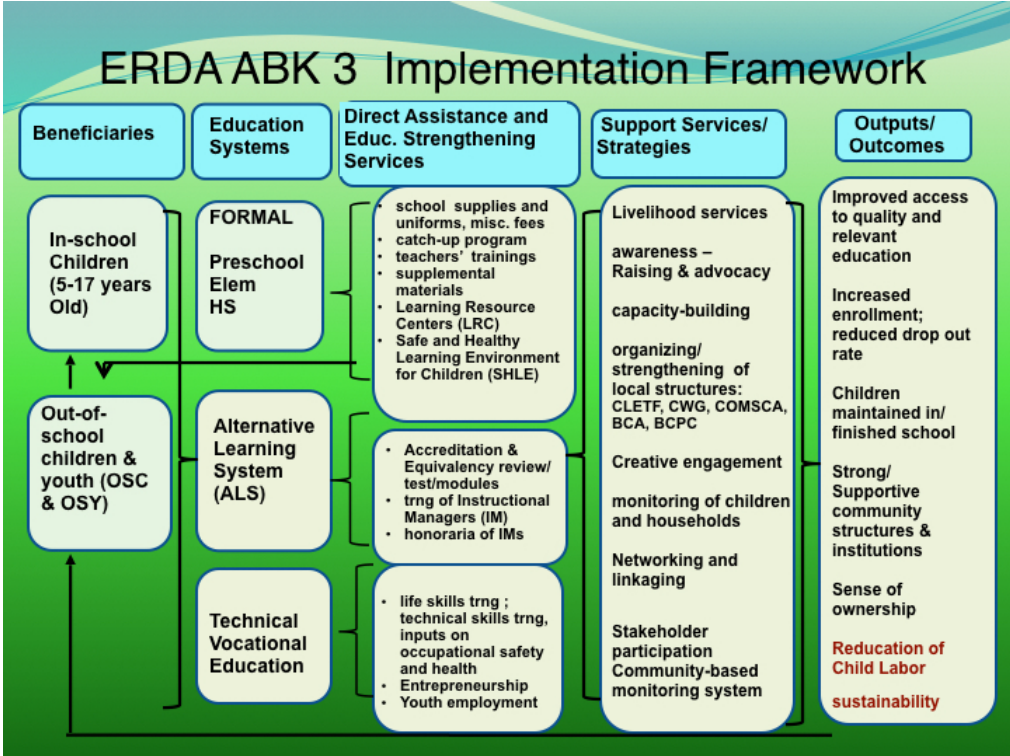 ERDA ABK 3 Implementation Framework
Beneficiaries
Education
Systems
Direct Assistance and
Educ. Strengthening
Services
Support Services/
Strategies
Outputs/
Outcomes
In-school
Children
(5-17 years
Old)
Out-of-
school
children &
youth (OSC
& OSY)
FORMAL
Preschool
Elem
HS
Alternative
Learning
System
(ALS)
Technical
Vocational
Education
• school supplies and
uniforms, misc. fees
• catch-up program
• teachers' trainings
• supplemental
materials
• Learning Resource
Centers (LRC)
• Safe and Healthy
Learning Environment
for Children (SHLE)
• Accreditation &
Equivalency review/
test/modules
• trng of Instructional
Managers (IM)
• honoraria of IMs
• life skills trng ;
technical skills trng,
inputs on
occupational safety
and health
• Entrepreneurship
• Youth employment
Livelihood services
awareness –
Raising & advocacy
capacity-building
organizing/
strengthening of
local structures:
CLETF, CWG, COMSCA,
BCA, BCPC
Creative engagement
monitoring of children
and households
Networking and
linkaging
Stakeholder
participation
Community-based
monitoring system
Improved access
to quality and
relevant
education
Increased
enrollment;
reduced drop out
rate
Children
maintained in/
finished school
Strong/
Supportive
community
structures &
institutions
Sense of
ownership
Reducation of
Child Labor
sustainability